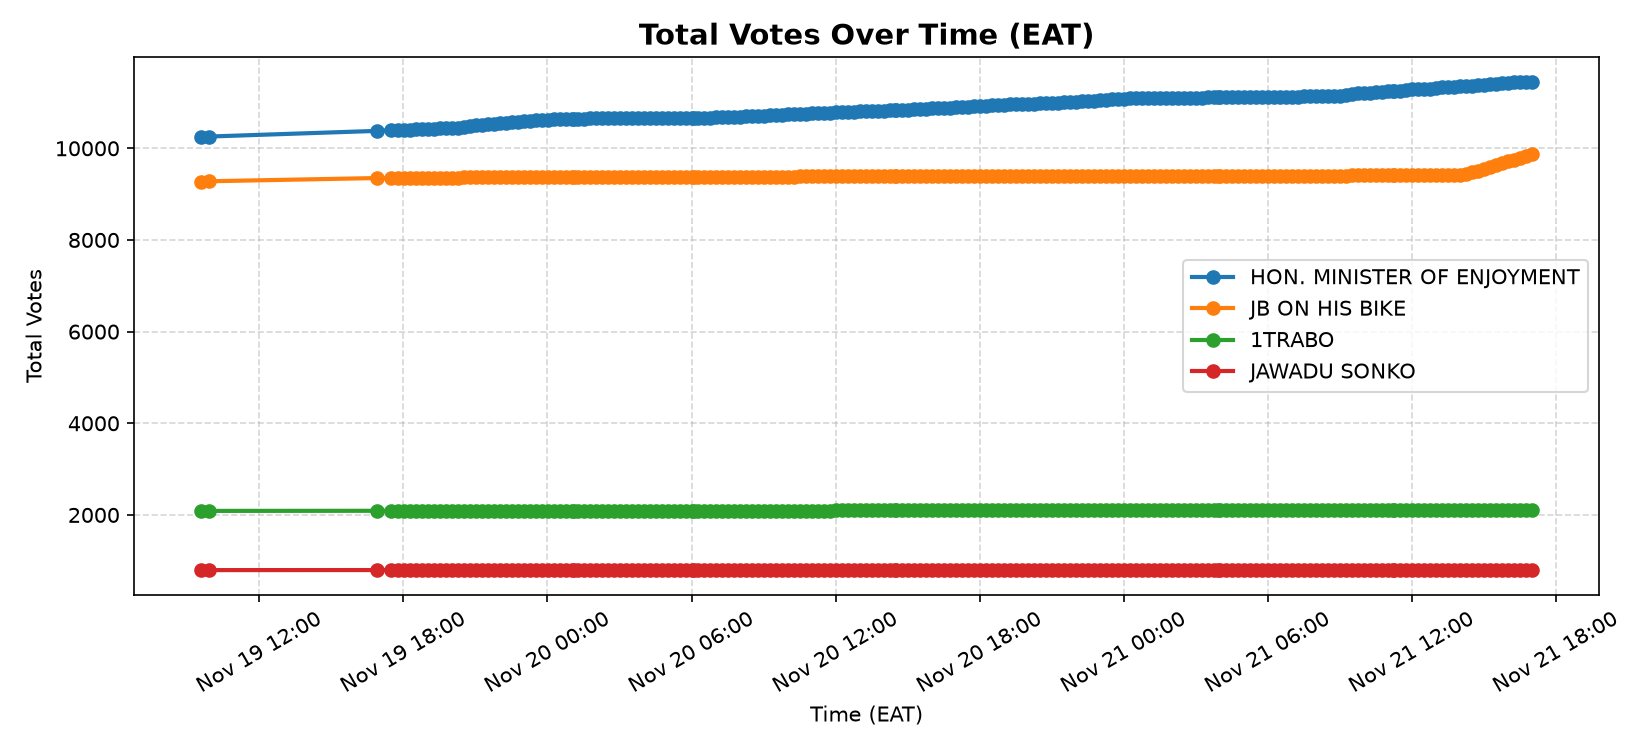 Total Votes Over Time (EAT)
Total Votes
10000
8000
6000
4000
2000
HON. MINISTER OF ENJOYMENT
JB ON HIS BIKE
1TRABO
JAWADU SONKO
Nov 19 12:00
Nov 19 18:00
Nov 20 00:00
Nov 20 06:00
Nov 20 12:00
Nov 20 18:00
Nov 21 00:00
Nov 21 06:00
Nov 21 12:00
Nov 21 18:00
Time (EAT)